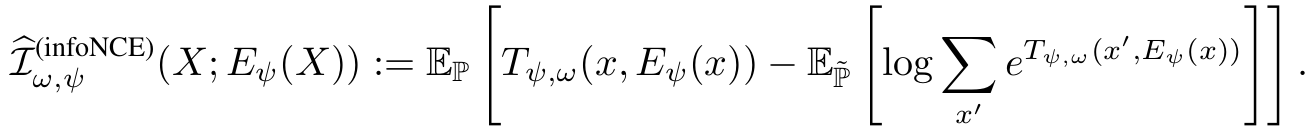 $$\widehat{\mathcal{I}}_{\omega,\psi}^{(\text{infoNCE})}(X; E_\psi(X)) := \mathbb{E}_{\mathbb{P}}\left[T_{\psi,\omega}(x, E_\psi(x)) - \mathbb{E}_{\tilde{\mathbb{P}}}\left[\log \sum_{x'} e^{T_{\psi,\omega}(x', E_\psi(x))}\right]\right].$$